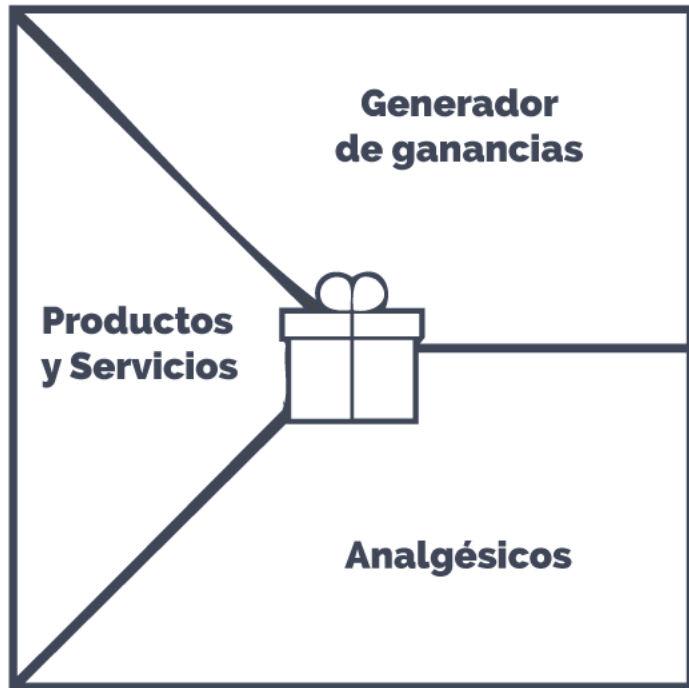 Generador
de ganancias
Productos
y Servicios
Analgésicos